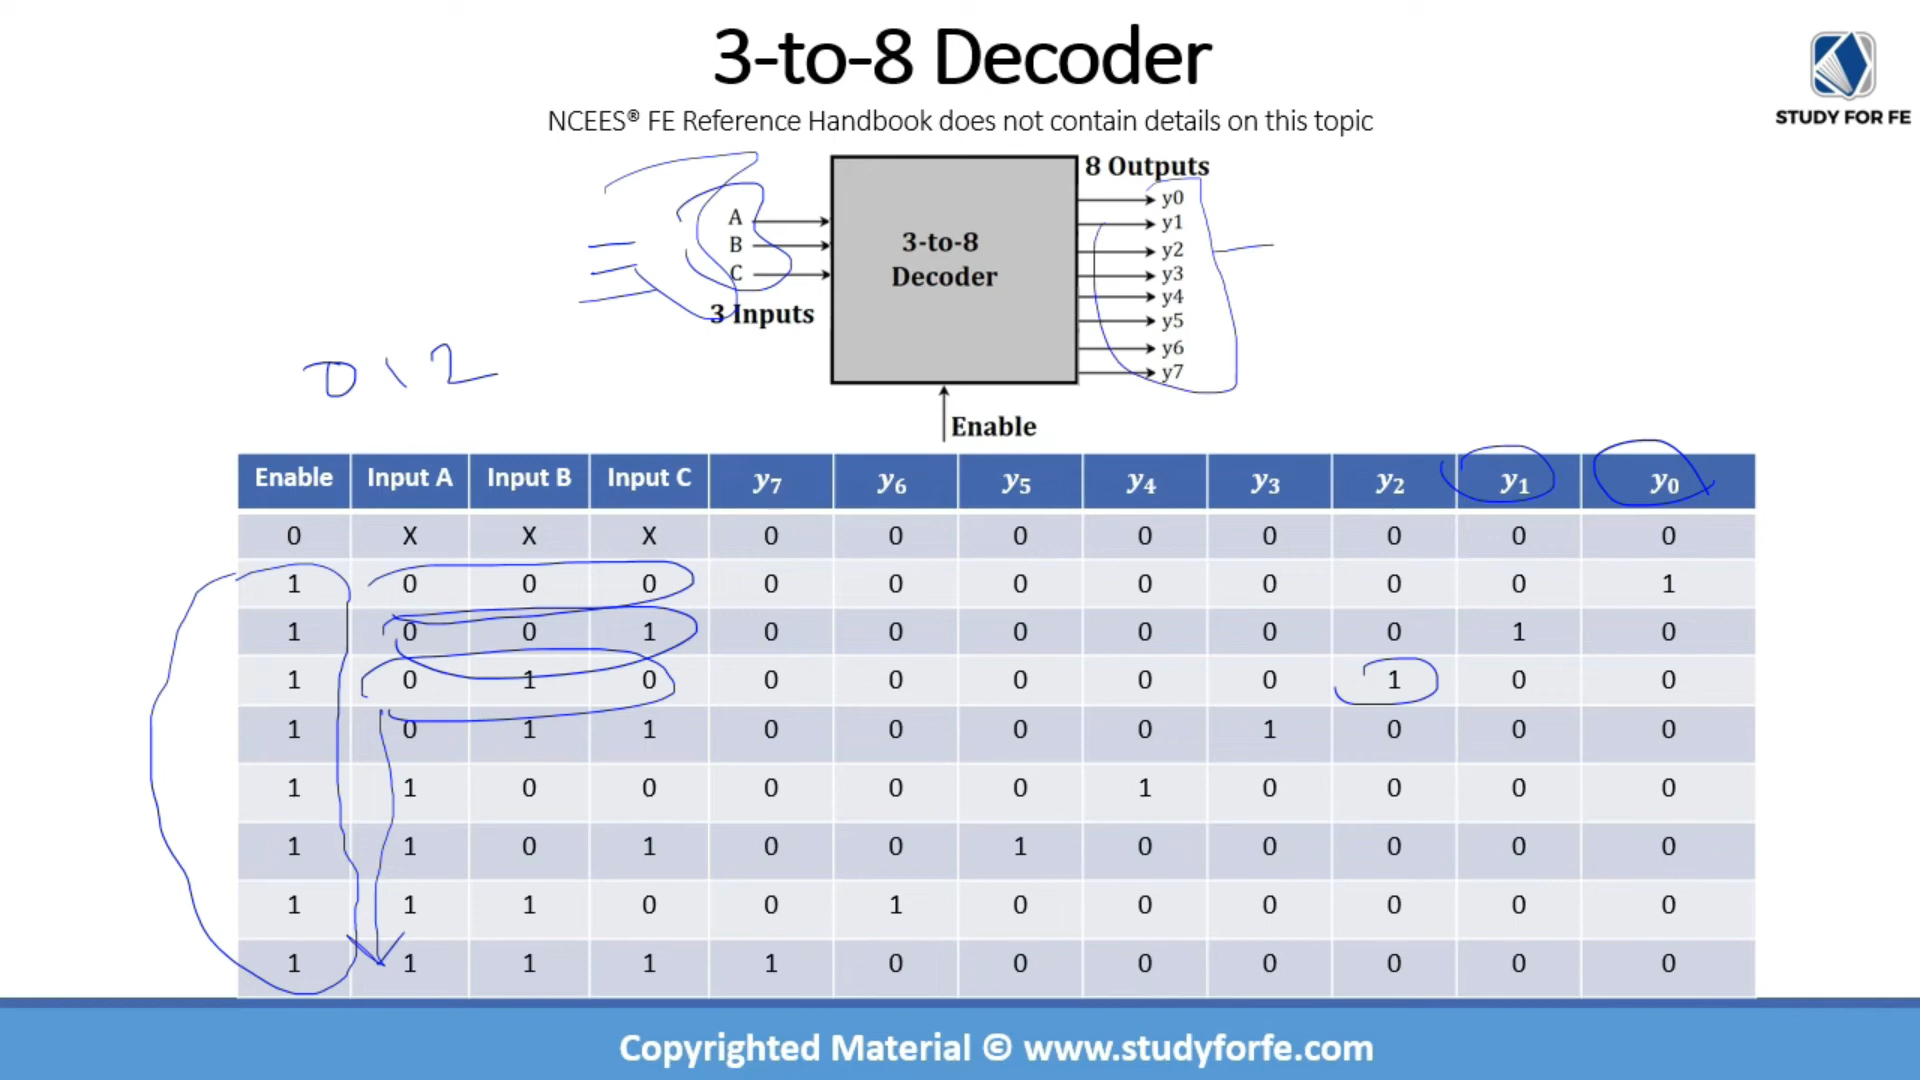 3-to-8 Decoder
NCEES® FE Reference Handbook does not contain details on this topic
STUDY FOR FE
8 Outputs
A
B
C
3 Inputs
3-to-8
Decoder
y0
y1
y2
y3
y4
y5
y6
y7
Enable
0 1 2
Enable Input A Input B Input C y7 y6 y5 y4 y3 y2 y1 y0
0 X X X 0 0 0 0 0 0 0 0
1 0 0 0 0 0 0 0 0 0 0 1
1 0 0 1 0 0 0 0 0 0 1 0
1 0 1 0 0 0 0 0 0 1 0 0
1 0 1 1 0 0 0 0 1 0 0 0
1 1 0 0 0 0 0 1 0 0 0 0
1 1 0 1 0 0 1 0 0 0 0 0
1 1 1 0 0 1 0 0 0 0 0 0
1 1 1 1 1 0 0 0 0 0 0 0
Copyrighted Material © www.studyforfe.com